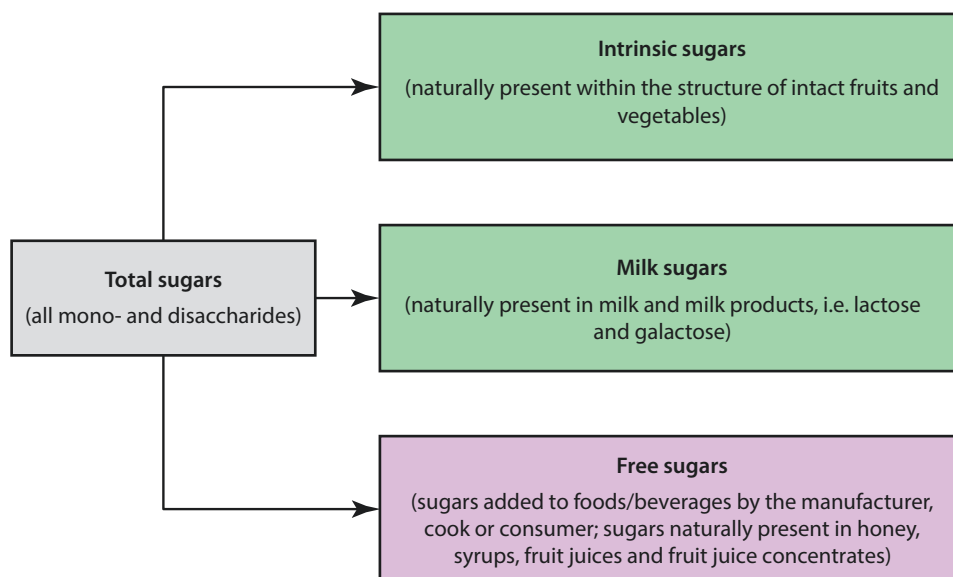 Intrinsic sugars
(naturally present within the structure of intact fruits and
vegetables)
Total sugars
(all mono- and disaccharides)
Milk sugars
(naturally present in milk and milk products, i.e. lactose
and galactose)
Free sugars
(sugars added to foods/beverages by the manufacturer,
cook or consumer; sugars naturally present in honey,
syrups, fruit juices and fruit juice concentrates)